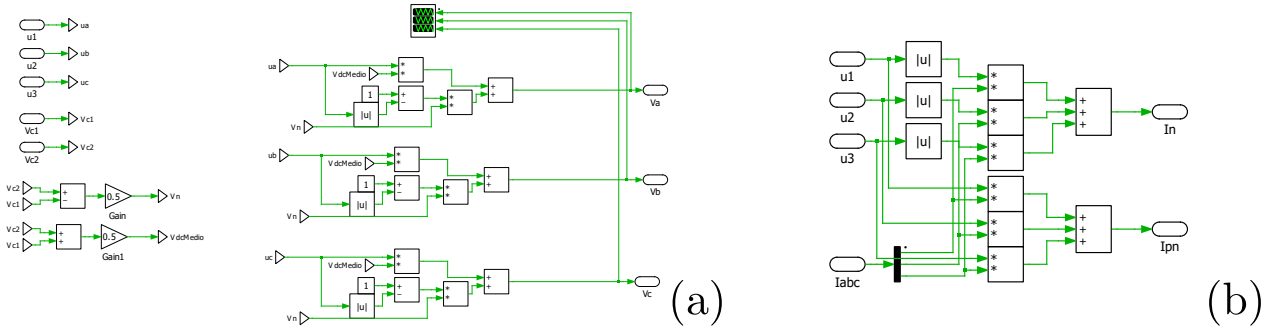 u1
ua
u2
ub
u3
uc
Vc1
Vc1
Vc2
Vc2
Vc2
Vc1
+
−
0.5
Gain
Vn
Vc2
Vc1
+
+
0.5
Gain1
VdcMedio
ua
VdcMedio
*
*
1
|u|
+
−
*
*
+
+
Vn
Va
ub
VdcMedio
*
*
1
|u|
+
−
*
*
+
+
Vn
Vb
uc
VdcMedio
*
*
1
|u|
+
−
*
*
+
+
Vn
Vc
(a)
u1
|u|
u2
|u|
u3
|u|
*
*
*
*
*
*
+
+
+
In
*
*
*
*
*
*
+
+
+
Ipn
Iabc
(b)